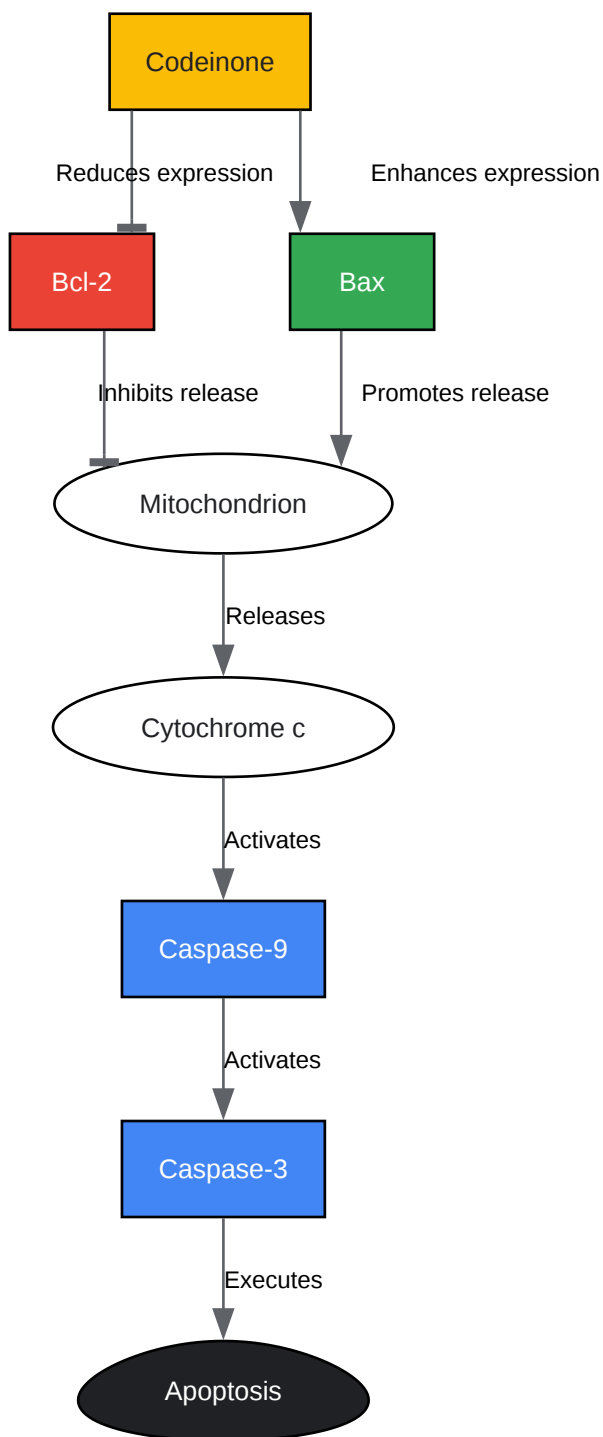 Codeinone
Reduces expression
Enhances expression
Bcl-2
Bax
Inhibits release
Promotes release
Mitochondrion
Releases
Cytochrome c
Activates
Caspase-9
Activates
Caspase-3
Executes
Apoptosis